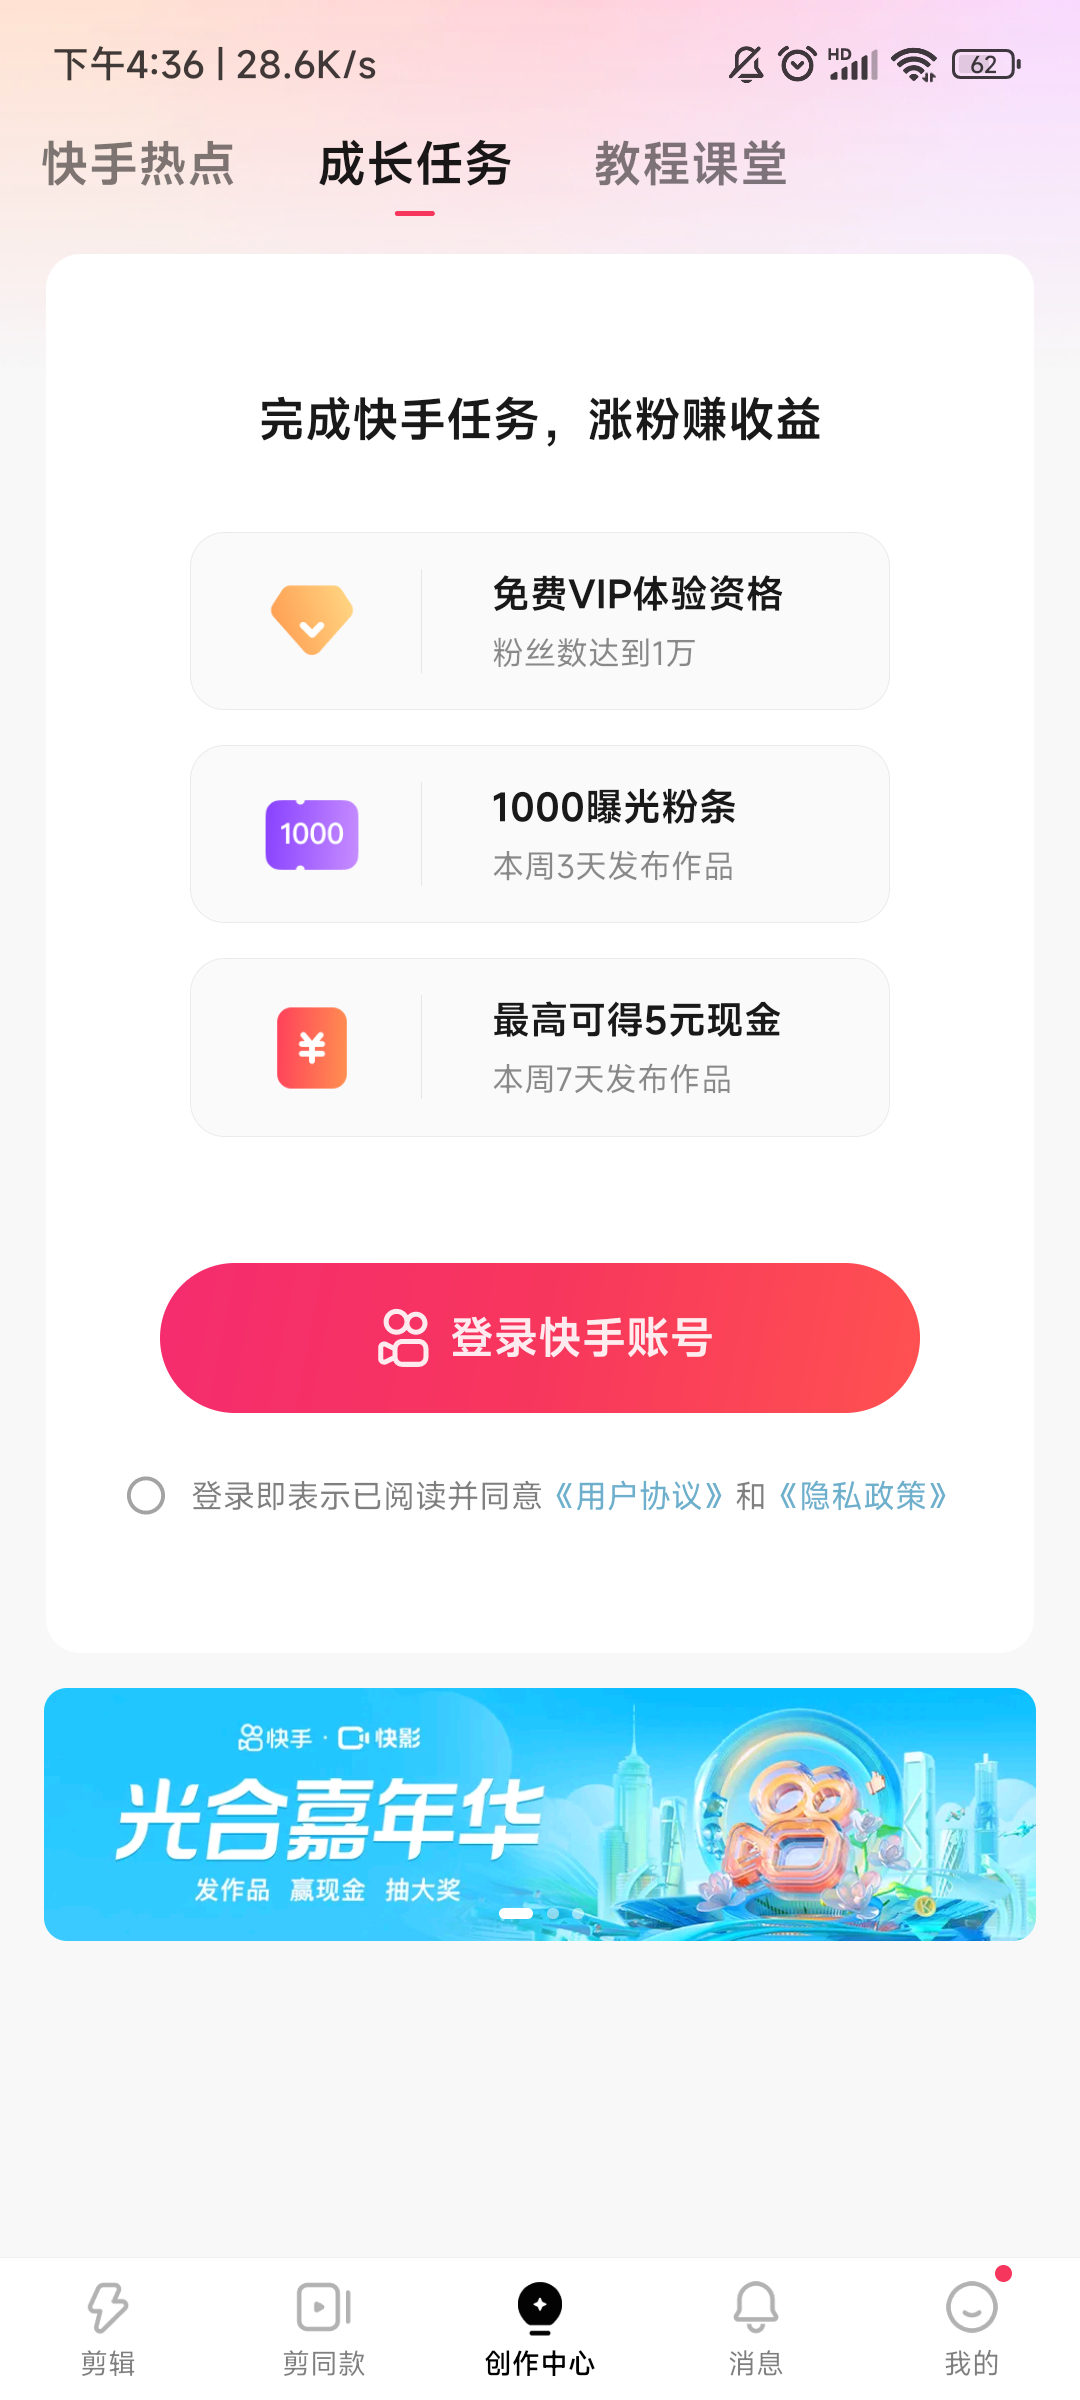 下午4:36 | 28.6K/s
HD
62
快手热点 成长任务 教程课堂
完成快手任务，涨粉赚收益
免费VIP体验资格
粉丝数达到1万
1000
1000曝光粉条
本周3天发布作品
¥
最高可得5元现金
本周7天发布作品
登录快手账号
登录即表示已阅读并同意《用户协议》和《隐私政策》
快手 · 快影
光合嘉年华
发作品 赢现金 抽大奖
剪辑 剪同款 创作中心 消息 我的